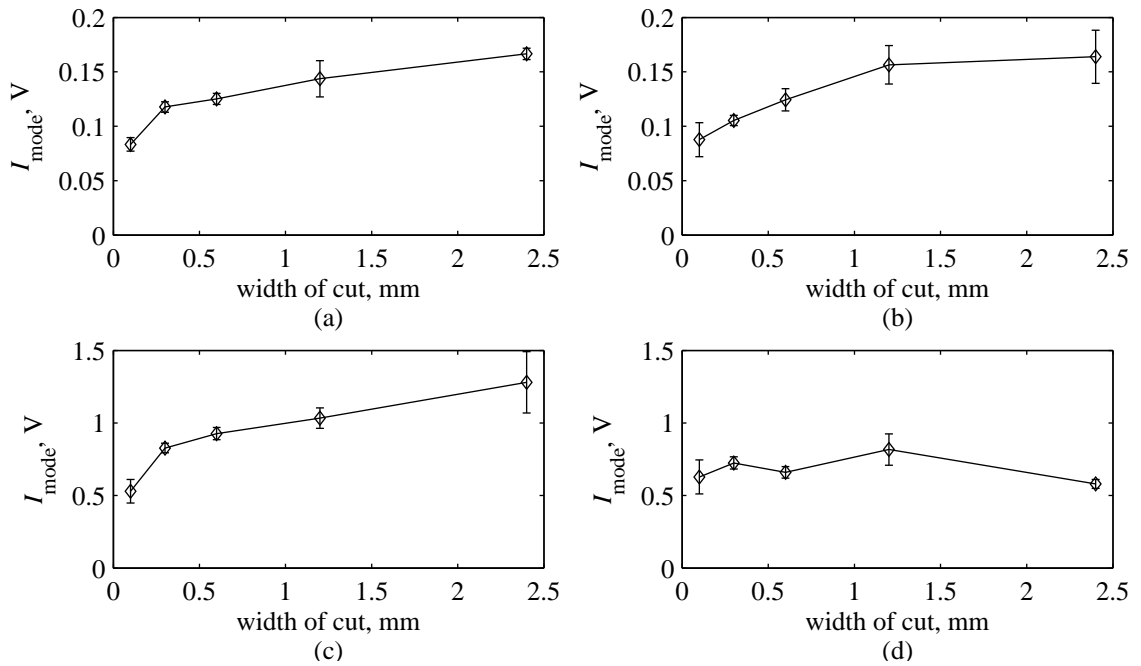 0.2
0.15
0.1
0.05
0
I_mode, V
0 0.5 1 1.5 2 2.5
width of cut, mm
(a)
0.2
0.15
0.1
0.05
0
I_mode, V
0 0.5 1 1.5 2 2.5
width of cut, mm
(b)
1.5
1
0.5
0
I_mode, V
0 0.5 1 1.5 2 2.5
width of cut, mm
(c)
1.5
1
0.5
0
I_mode, V
0 0.5 1 1.5 2 2.5
width of cut, mm
(d)